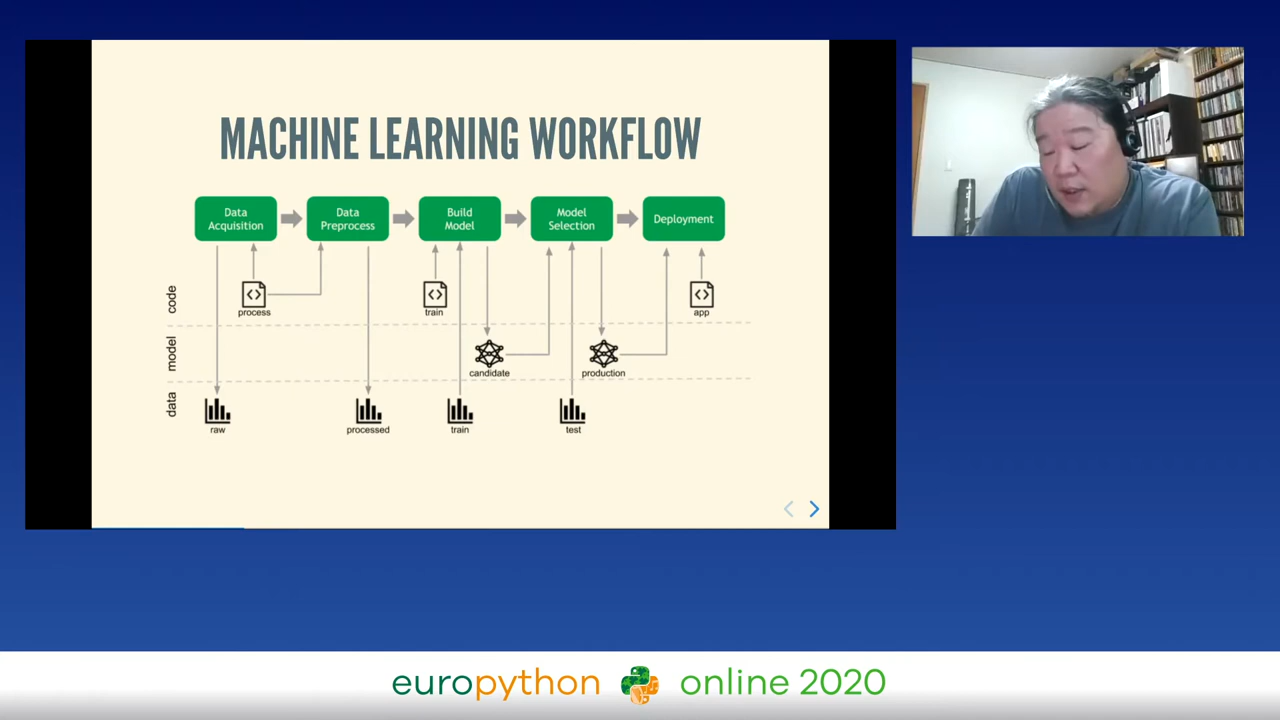 MACHINE LEARNING WORKFLOW
Data
Acquisition
Data
Preprocess
Build
Model
Model
Selection
Deployment
code
process
train
app
model
candidate
production
data
raw
processed
train
test
europython online 2020